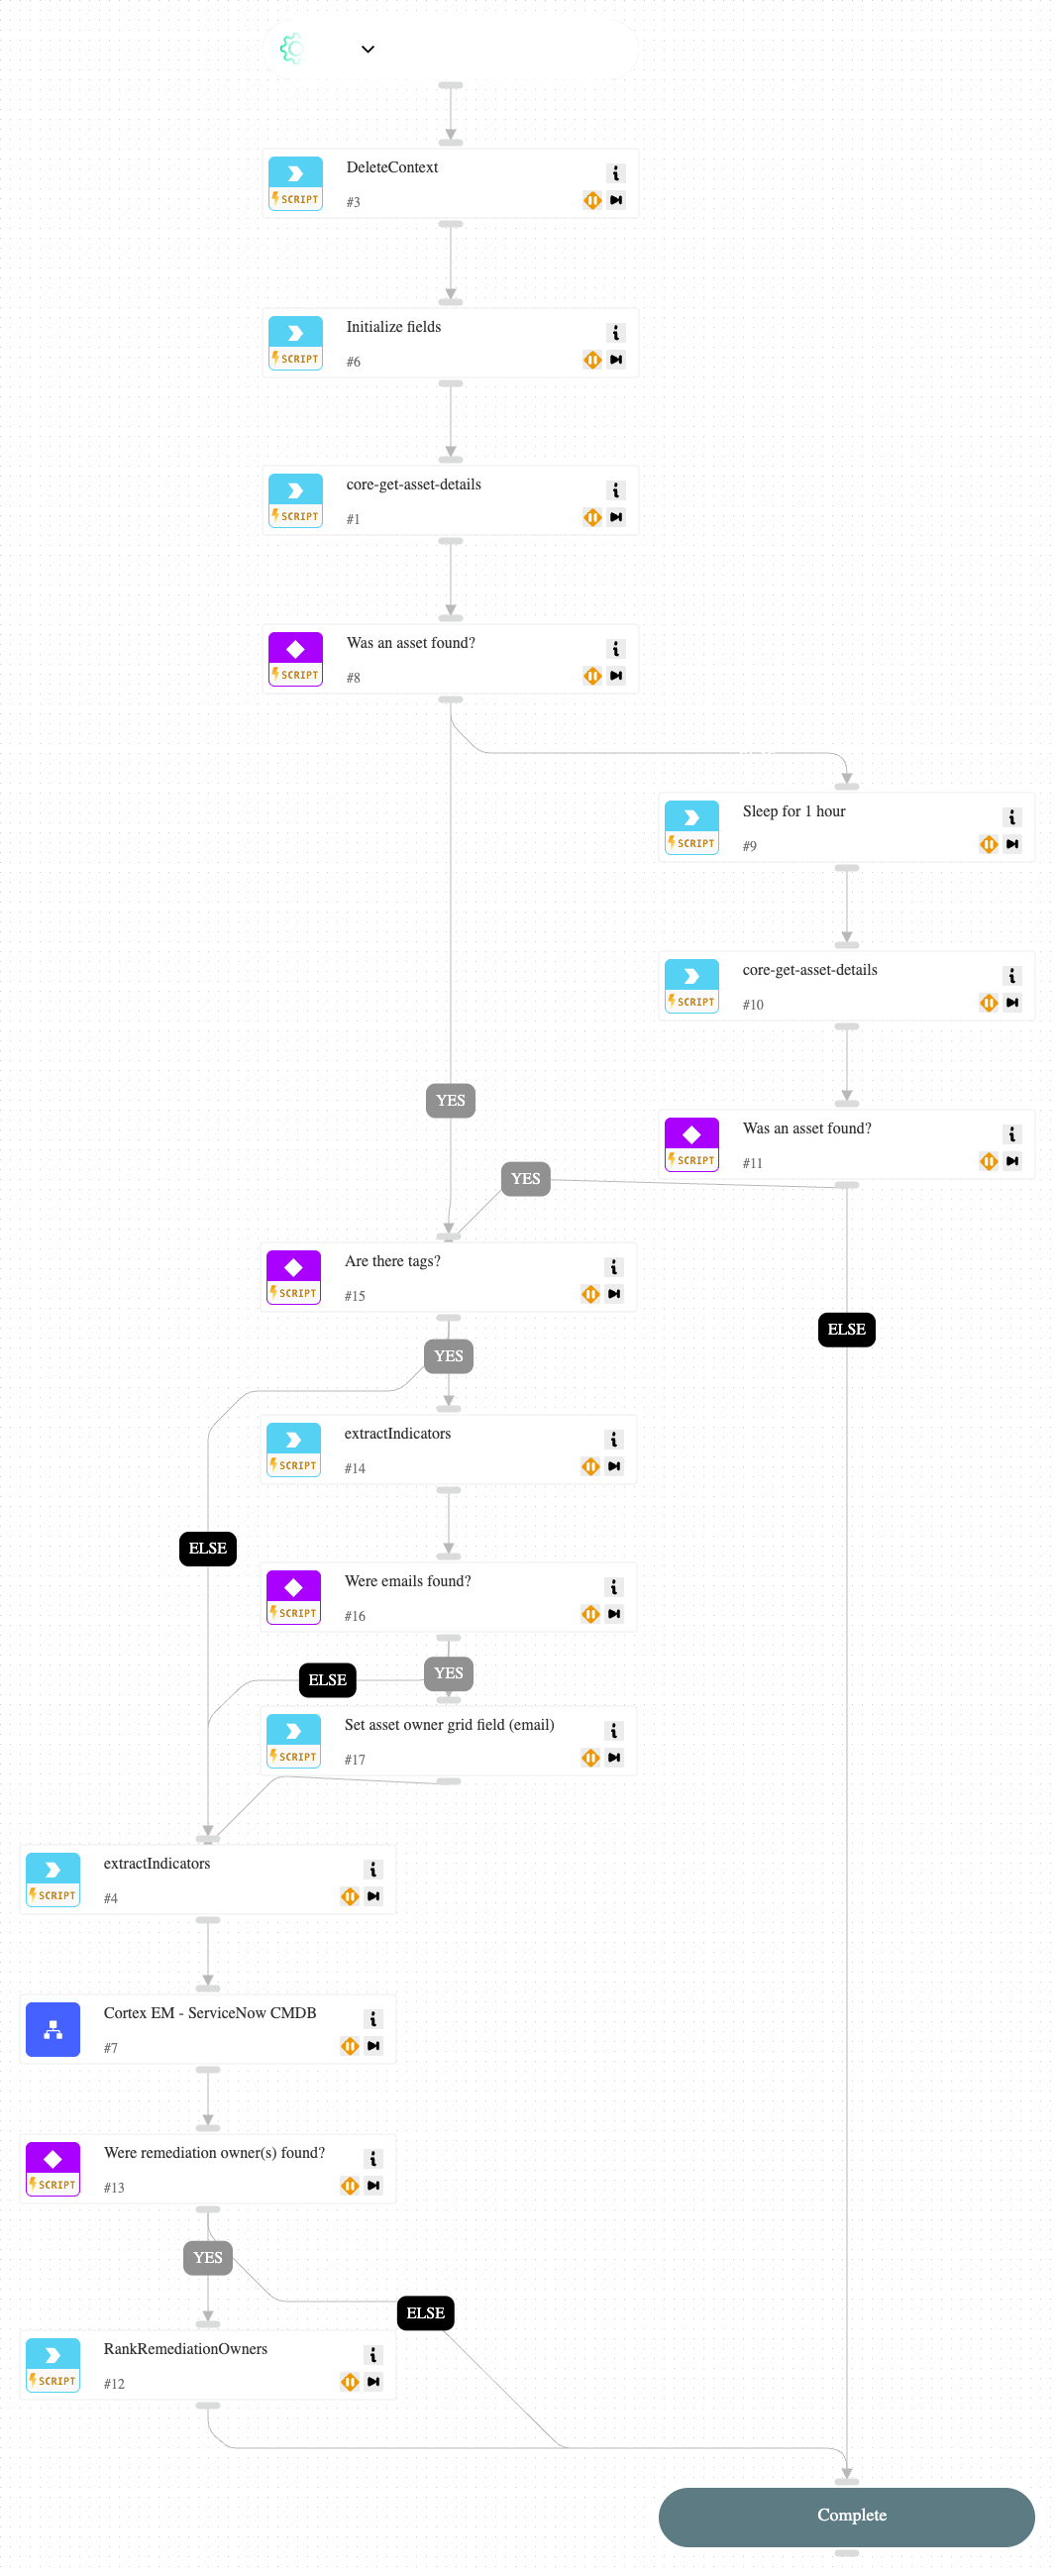 DeleteContext
SCRIPT
#3
Initialize fields
SCRIPT
#6
core-get-asset-details
SCRIPT
#1
Was an asset found?
SCRIPT
#8
Sleep for 1 hour
SCRIPT
#9
core-get-asset-details
SCRIPT
#10
YES
Was an asset found?
SCRIPT
#11
YES
Are there tags?
SCRIPT
#15
ELSE
YES
extractIndicators
SCRIPT
#14
ELSE
Were emails found?
SCRIPT
#16
ELSE
YES
Set asset owner grid field (email)
SCRIPT
#17
extractIndicators
SCRIPT
#4
Cortex EM - ServiceNow CMDB
#7
Were remediation owner(s) found?
SCRIPT
#13
YES
ELSE
RankRemediationOwners
SCRIPT
#12
Complete